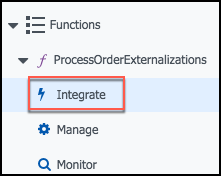 Functions
ProcessOrderExternalizations
Integrate
Manage
Monitor